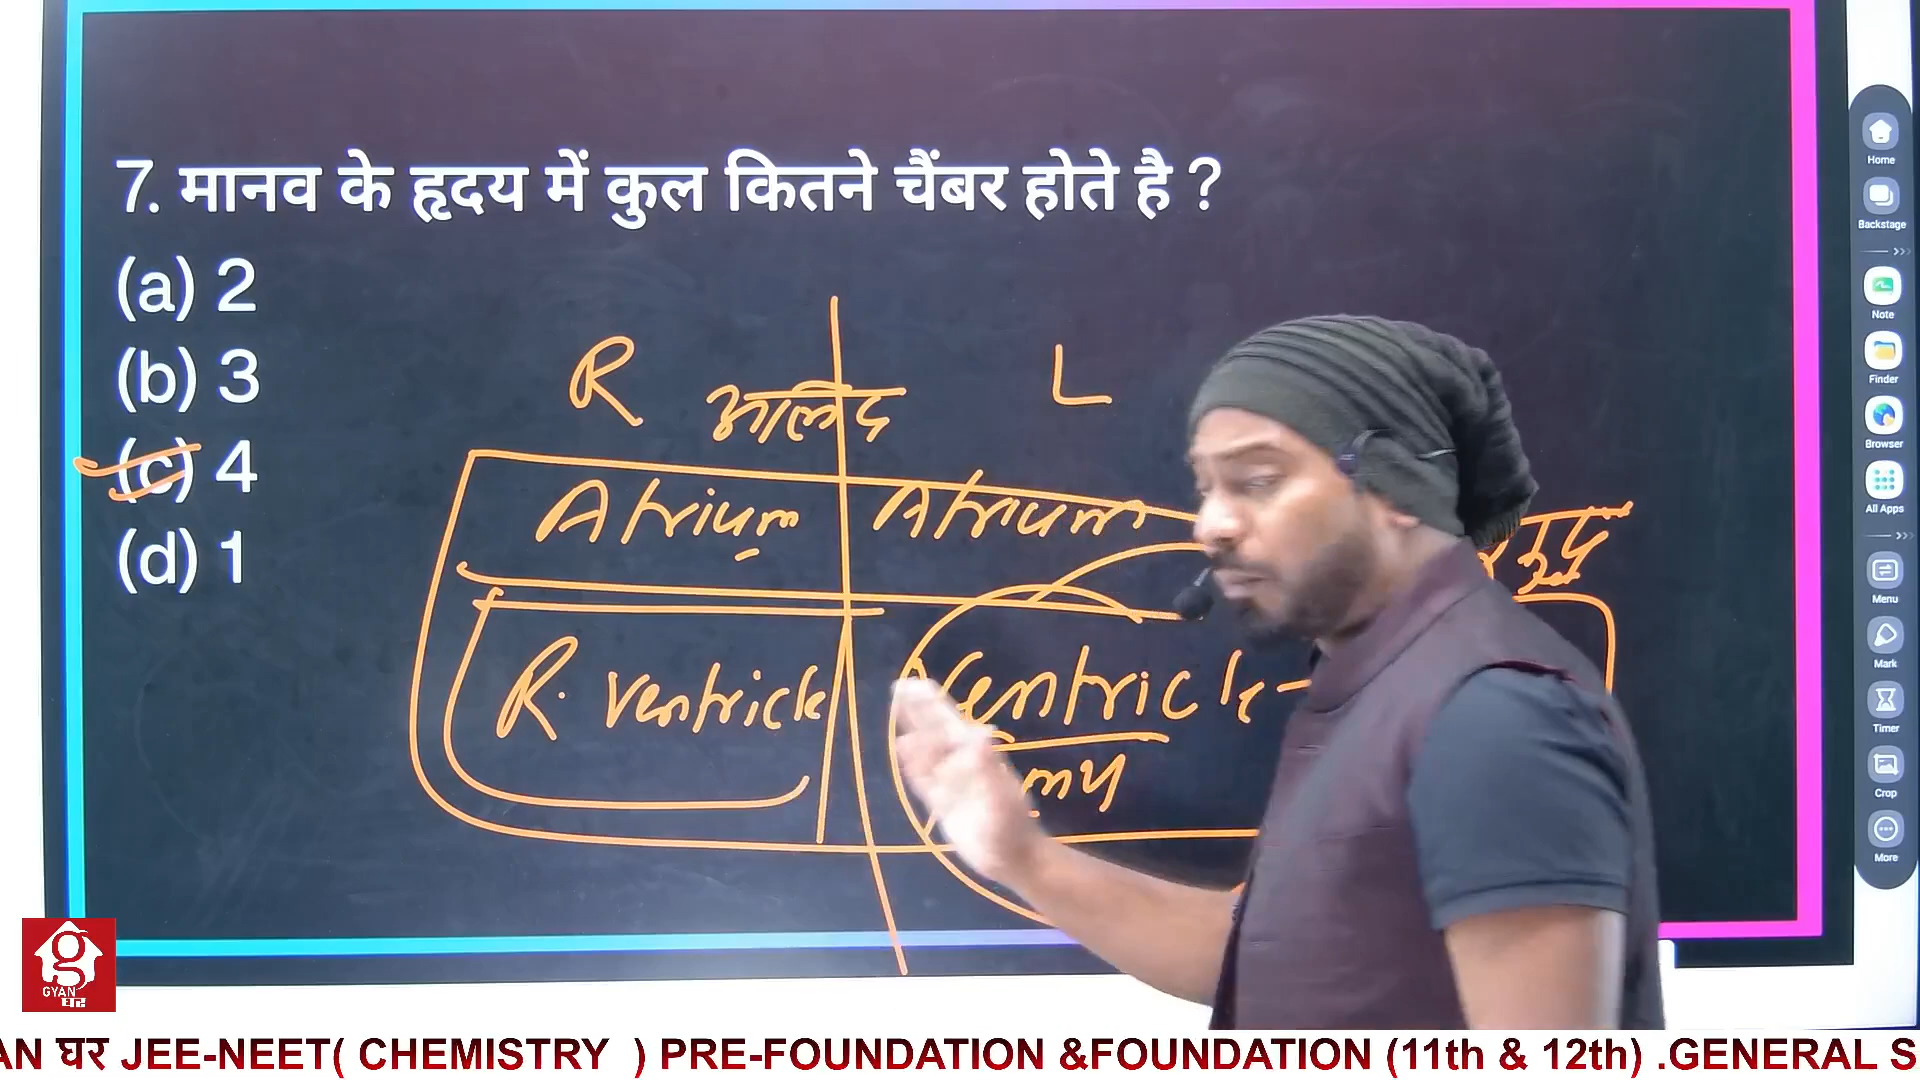 7. मानव के हृदय में कुल कितने चैंबर होते है ?
(a) 2
(b) 3
(c) 4
(d) 1
R
L
Atrium
Atrium
R. Ventricle
Ventricle
Home
Backstage
Note
Finder
Browser
All Apps
Menu
Mark
Timer
Crop
More
g
GYAN
घर
AN घर JEE-NEET( CHEMISTRY ) PRE-FOUNDATION &FOUNDATION (11th & 12th) .GENERAL S